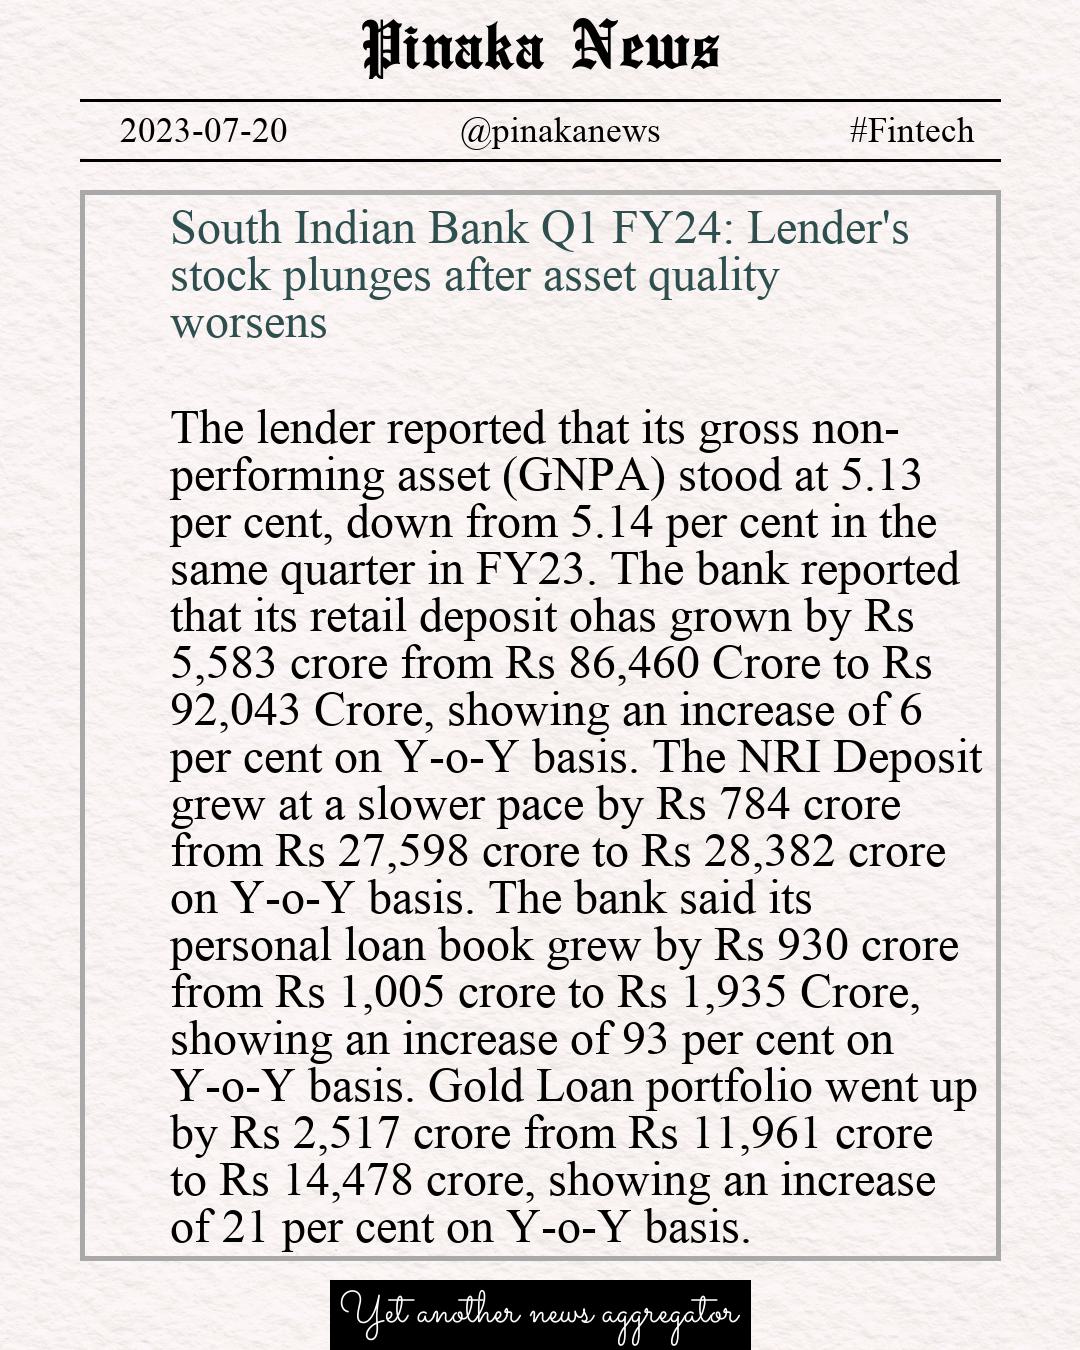 Pinaka News
2023-07-20 @pinakanews #Fintech
South Indian Bank Q1 FY24: Lender's
stock plunges after asset quality
worsens
The lender reported that its gross non-
performing asset (GNPA) stood at 5.13
per cent, down from 5.14 per cent in the
same quarter in FY23. The bank reported
that its retail deposit ohas grown by Rs
5,583 crore from Rs 86,460 Crore to Rs
92,043 Crore, showing an increase of 6
per cent on Y-o-Y basis. The NRI Deposit
grew at a slower pace by Rs 784 crore
from Rs 27,598 crore to Rs 28,382 crore
on Y-o-Y basis. The bank said its
personal loan book grew by Rs 930 crore
from Rs 1,005 crore to Rs 1,935 Crore,
showing an increase of 93 per cent on
Y-o-Y basis. Gold Loan portfolio went up
by Rs 2,517 crore from Rs 11,961 crore
to Rs 14,478 crore, showing an increase
of 21 per cent on Y-o-Y basis.
Yet another news aggregator